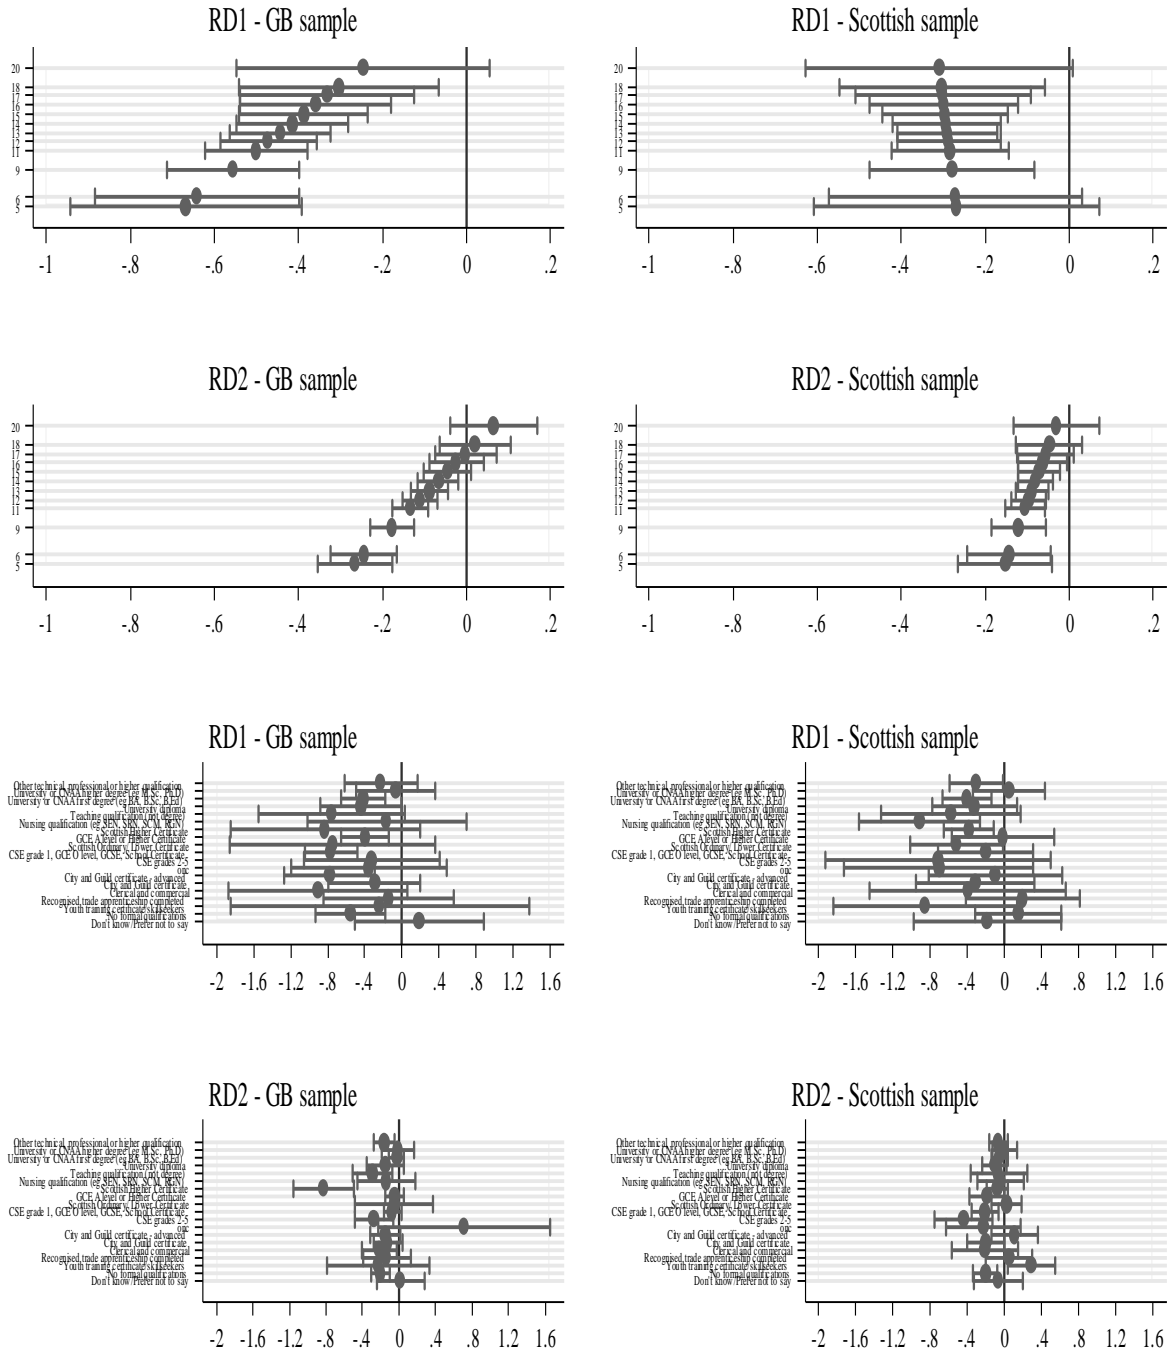 RD1 - GB sample
RD1 - Scottish sample
20
18
17
16
15
14
13
12
11
9
6
5
-1 -.8 -.6 -.4 -.2 0 .2
20
18
17
16
15
14
13
12
11
9
6
5
-1 -.8 -.6 -.4 -.2 0 .2
RD2 - GB sample
RD2 - Scottish sample
20
18
17
16
15
14
13
12
11
9
6
5
-1 -.8 -.6 -.4 -.2 0 .2
20
18
17
16
15
14
13
12
11
9
6
5
-1 -.8 -.6 -.4 -.2 0 .2
RD1 - GB sample
RD1 - Scottish sample
Other technical, professional or higher qualification
University or CNAA higher degree (eg M.Sc, Ph.D)
University or CNAA first degree (eg BA, B.Sc, B.Ed)
University diploma
Teaching qualification (not degree)
Nursing qualification (eg SEN, SRN, SCM, RGN)
Scottish Higher Certificate
GCE A level or Higher Certificate
Scottish Ordinary/Lower Certificate
CSE grade 1, GCE O level, GCSE, School Certificate
CSE grades 2-5
onc
City and Guild certificate - advanced
City and Guild certificate
Clerical and commercial
Recognised trade apprenticeship completed
Youth training certificate/skillseekers
No formal qualifications
Don't know/Prefer not to say
-2 -1.6 -1.2 -.8 -.4 0 .4 .8 1.2 1.6
Other technical, professional or higher qualification
University or CNAA higher degree (eg M.Sc, Ph.D)
University or CNAA first degree (eg BA, B.Sc, B.Ed)
University diploma
Teaching qualification (not degree)
Nursing qualification (eg SEN, SRN, SCM, RGN)
Scottish Higher Certificate
GCE A level or Higher Certificate
Scottish Ordinary/Lower Certificate
CSE grade 1, GCE O level, GCSE, School Certificate
CSE grades 2-5
onc
City and Guild certificate - advanced
City and Guild certificate
Clerical and commercial
Recognised trade apprenticeship completed
Youth training certificate/skillseekers
No formal qualifications
Don't know/Prefer not to say
-2 -1.6 -1.2 -.8 -.4 0 .4 .8 1.2 1.6
RD2 - GB sample
RD2 - Scottish sample
Other technical, professional or higher qualification
University or CNAA higher degree (eg M.Sc, Ph.D)
University or CNAA first degree (eg BA, B.Sc, B.Ed)
University diploma
Teaching qualification (not degree)
Nursing qualification (eg SEN, SRN, SCM, RGN)
Scottish Higher Certificate
GCE A level or Higher Certificate
Scottish Ordinary/Lower Certificate
CSE grade 1, GCE O level, GCSE, School Certificate
CSE grades 2-5
onc
City and Guild certificate - advanced
City and Guild certificate
Clerical and commercial
Recognised trade apprenticeship completed
Youth training certificate/skillseekers
No formal qualifications
Don't know/Prefer not to say
-2 -1.6 -1.2 -.8 -.4 0 .4 .8 1.2 1.6
Other technical, professional or higher qualification
University or CNAA higher degree (eg M.Sc, Ph.D)
University or CNAA first degree (eg BA, B.Sc, B.Ed)
University diploma
Teaching qualification (not degree)
Nursing qualification (eg SEN, SRN, SCM, RGN)
Scottish Higher Certificate
GCE A level or Higher Certificate
Scottish Ordinary/Lower Certificate
CSE grade 1, GCE O level, GCSE, School Certificate
CSE grades 2-5
onc
City and Guild certificate - advanced
City and Guild certificate
Clerical and commercial
Recognised trade apprenticeship completed
Youth training certificate/skillseekers
No formal qualifications
Don't know/Prefer not to say
-2 -1.6 -1.2 -.8 -.4 0 .4 .8 1.2 1.6